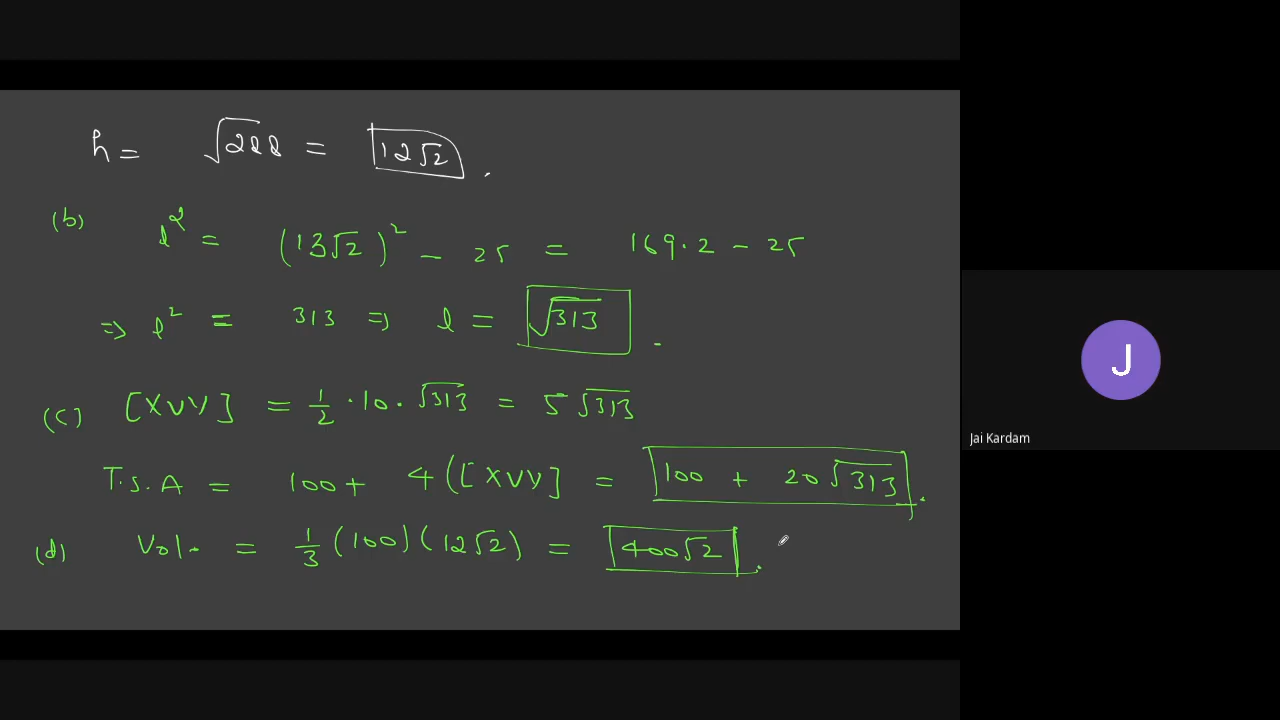 h = √288 = 12√2.
(b) l² = (13√2)² - 25 = 169·2 - 25
⇒ l² = 313 ⇒ l = √313.
(c) [XVY] = 1/2 · 10 · √313 = 5√313
T.S.A = 100 + 4([XVY] = 100 + 20√313.
(d) Vol. = 1/3 (100)(12√2) = 400√2.
J
Jai Kardam